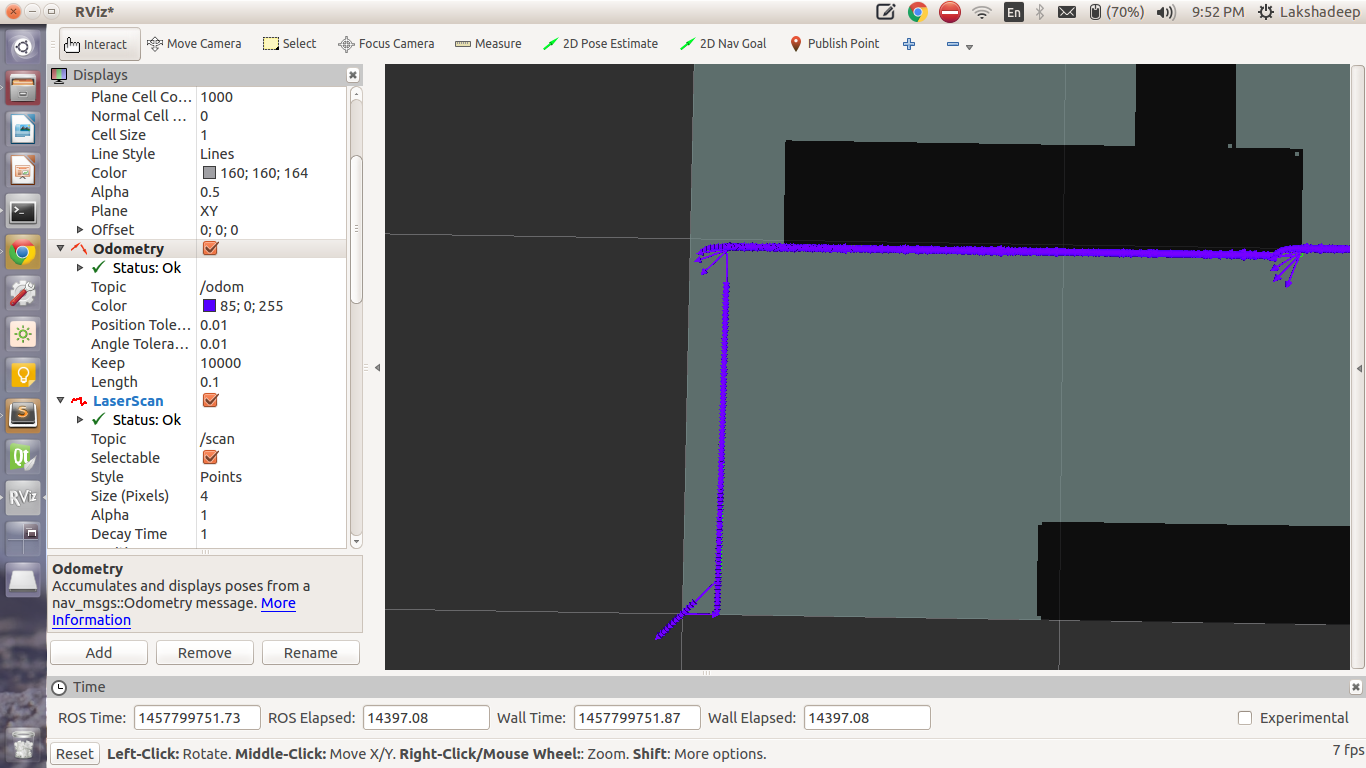 RViz*
En
(70%)
9:52 PM
Lakshadeep
Interact
Move Camera
Select
Focus Camera
Measure
2D Pose Estimate
2D Nav Goal
Publish Point
Displays
Plane Cell Co... 1000
Normal Cell ... 0
Cell Size 1
Line Style Lines
Color 160; 160; 164
Alpha 0.5
Plane XY
Offset 0; 0; 0
Odometry
Status: Ok
Topic /odom
Color 85; 0; 255
Position Tole... 0.01
Angle Tolera... 0.01
Keep 10000
Length 0.1
LaserScan
Status: Ok
Topic /scan
Selectable
Style Points
Size (Pixels) 4
Alpha 1
Decay Time 1
Odometry
Accumulates and displays poses from a
nav_msgs::Odometry message. More
Information
Add
Remove
Rename
Time
ROS Time: 1457799751.73 ROS Elapsed: 14397.08 Wall Time: 1457799751.87 Wall Elapsed: 14397.08 Experimental
Reset Left-Click: Rotate. Middle-Click: Move X/Y. Right-Click/Mouse Wheel:: Zoom. Shift: More options. 7 fps
RViz
Qt
S